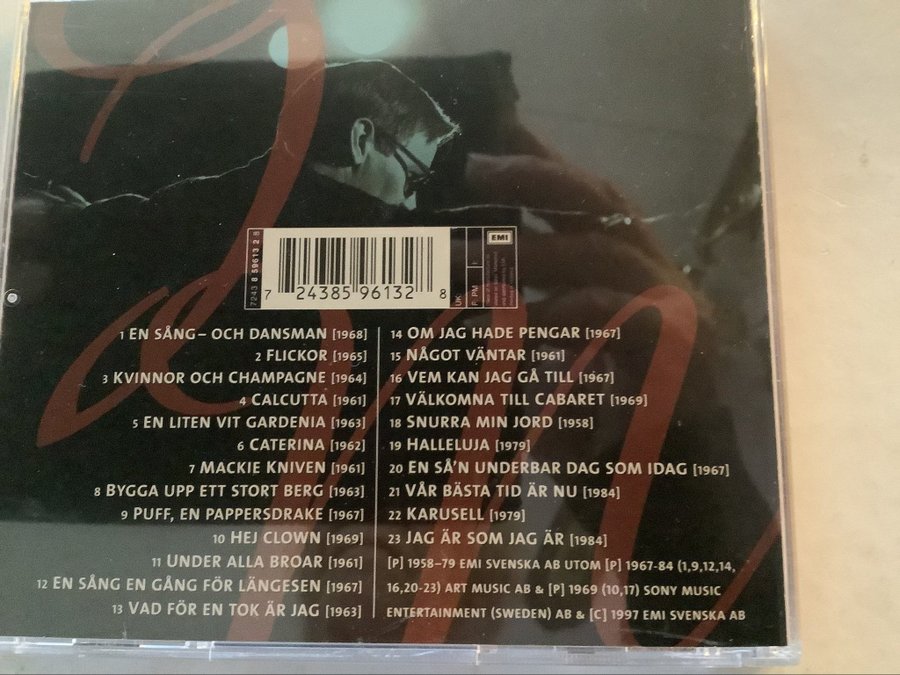 EMI
7243 8 59613 2 8
7 24385 96132 8
UK
PM
1 EN SÅNG– OCH DANSMAN [1968]
2 FLICKOR [1965]
3 KVINNOR OCH CHAMPAGNE [1964]
4 CALCUTTA [1961]
5 EN LITEN VIT GARDENIA [1963]
6 CATERINA [1962]
7 MACKIE KNIVEN [1961]
8 BYGGA UPP ETT STORT BERG [1963]
9 PUFF, EN PAPPERSDRAKE [1967]
10 HEJ CLOWN [1969]
11 UNDER ALLA BROAR [1961]
12 EN SÅNG EN GÅNG FÖR LÄNGESEN [1967]
13 VAD FÖR EN TOK ÄR JAG [1963]
14 OM JAG HADE PENGAR [1967]
15 NÅGOT VÄNTAR [1961]
16 VEM KAN JAG GÅ TILL [1967]
17 VÄLKOMNA TILL CABARET [1969]
18 SNURRA MIN JORD [1958]
19 HALLELUJA [1979]
20 EN SÅ'N UNDERBAR DAG SOM IDAG [1967]
21 VÅR BÄSTA TID ÄR NU [1984]
22 KARUSELL [1979]
23 JAG ÄR SOM JAG ÄR [1984]
[P] 1958–79 EMI SVENSKA AB UTOM [P] 1967-84 (1,9,12,14,
16,20-23) ART MUSIC AB & [P] 1969 (10,17) SONY MUSIC
ENTERTAINMENT (SWEDEN) AB & [C] 1997 EMI SVENSKA AB